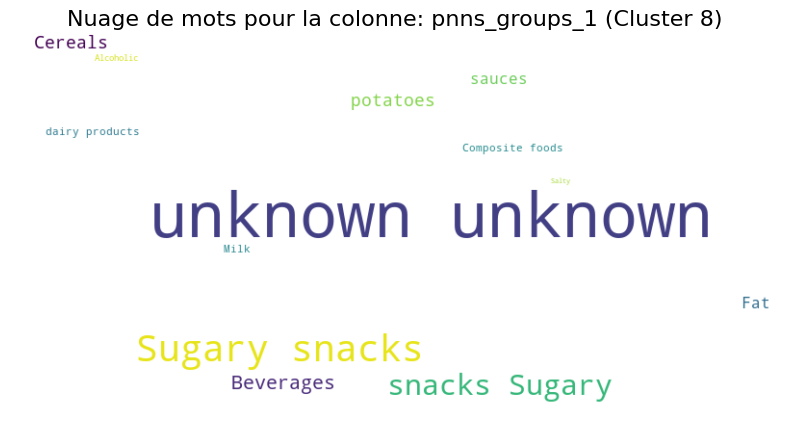 Nuage de mots pour la colonne: pnns_groups_1 (Cluster 8)
Cereals
Alcoholic
sauces
potatoes
dairy products
Composite foods
Salty
unknown unknown
Milk
Fat
Sugary snacks
Beverages
snacks Sugary